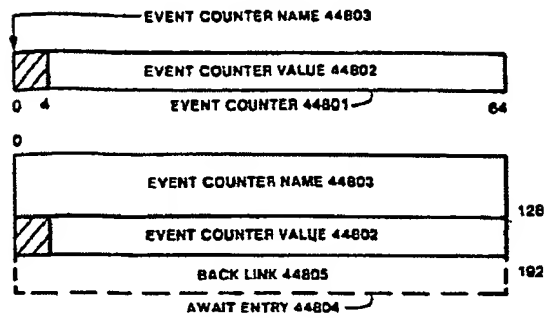 EVENT COUNTER NAME 44803
EVENT COUNTER VALUE 44802
0 4 EVENT COUNTER 44801 64
0
EVENT COUNTER NAME 44803
128
EVENT COUNTER VALUE 44802
BACK LINK 44805 192
AWAIT ENTRY 44804